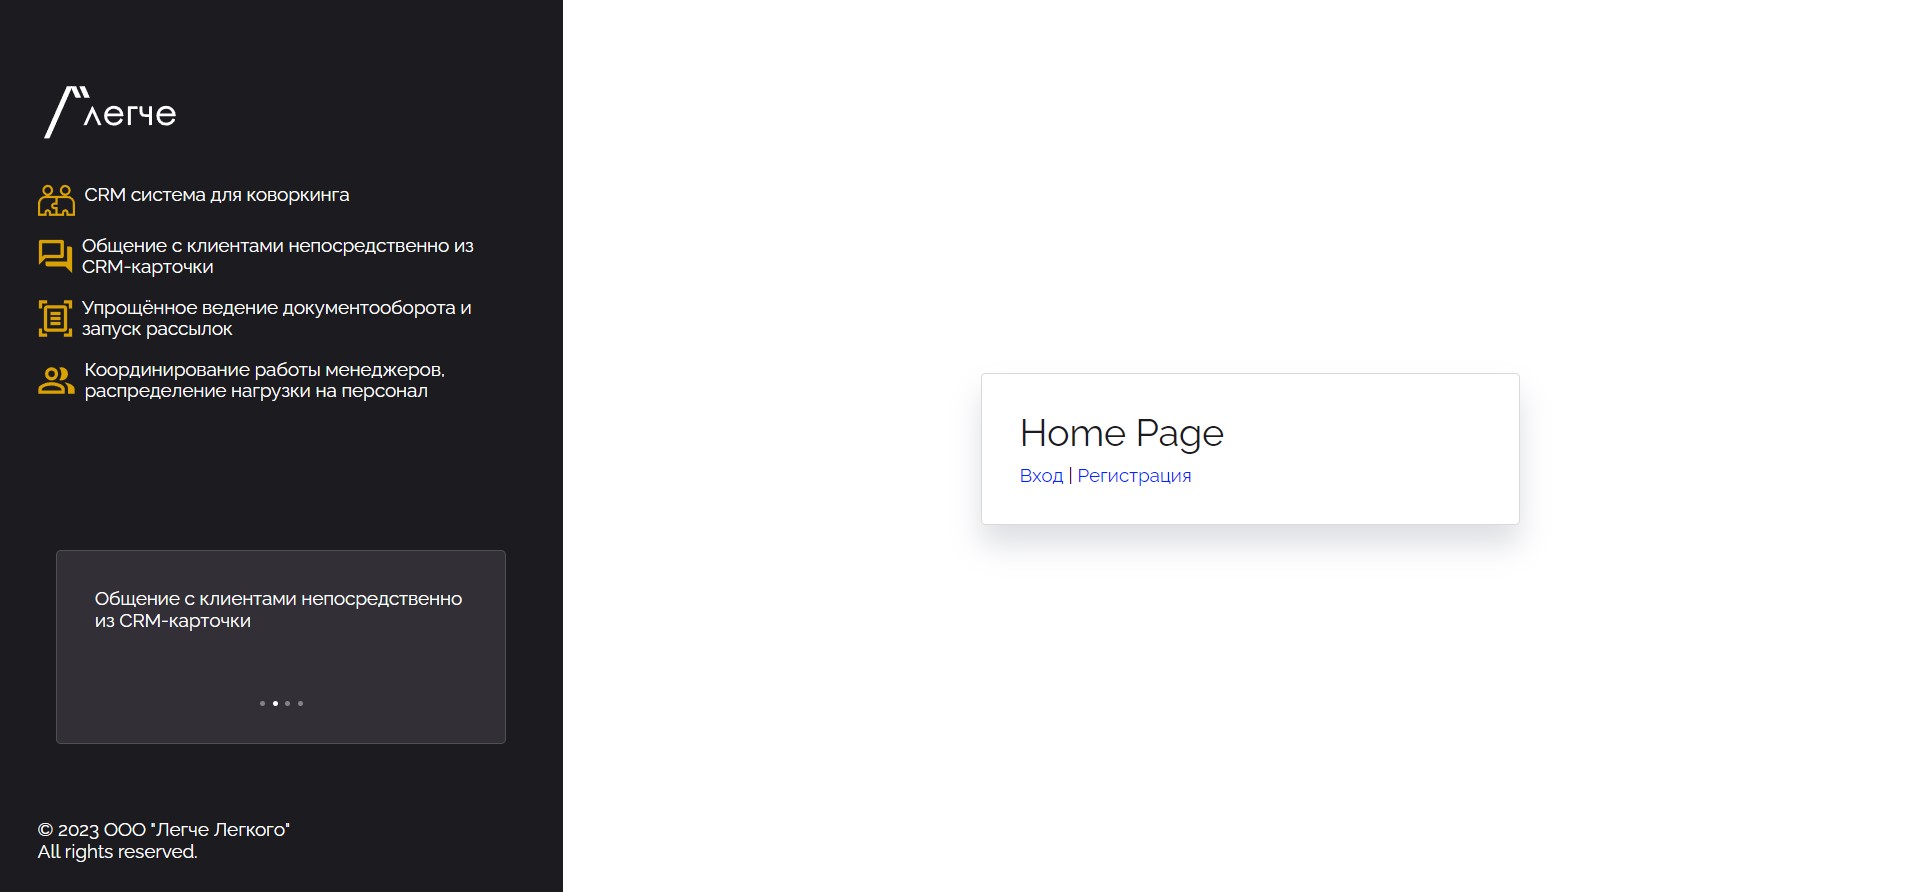 легче
CRM система для коворкинга
Общение с клиентами непосредственно из
CRM-карточки
Упрощённое ведение документооборота и
запуск рассылок
Координирование работы менеджеров,
распределение нагрузки на персонал
Общение с клиентами непосредственно
из CRM-карточки
© 2023 ООО "Легче Легкого"
All rights reserved.
Home Page
Вход | Регистрация